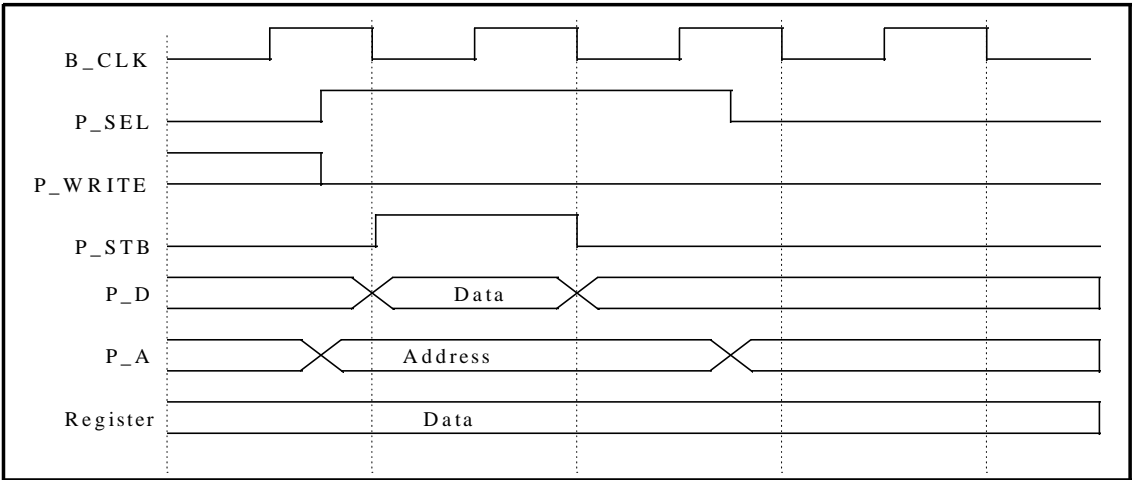 B_CLK
P_SEL
P_WRITE
P_STB
P_D Data
P_A Address
Register Data